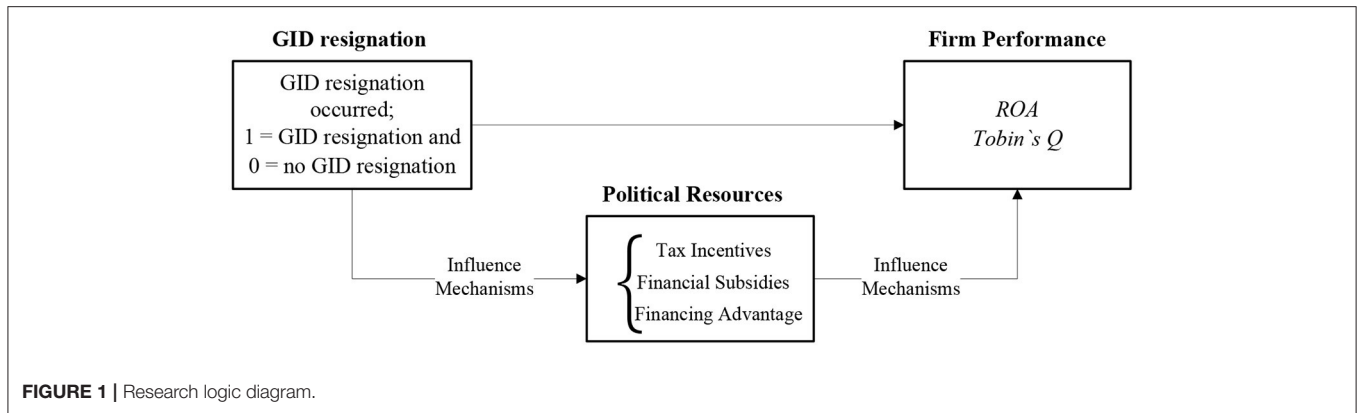 GID resignation
GID resignation
occurred;
1 = GID resignation and
0 = no GID resignation
Firm Performance
ROA
Tobin`s Q
Political Resources
Tax Incentives
Financial Subsidies
Financing Advantage
Influence
Mechanisms
Influence
Mechanisms
FIGURE 1 | Research logic diagram.